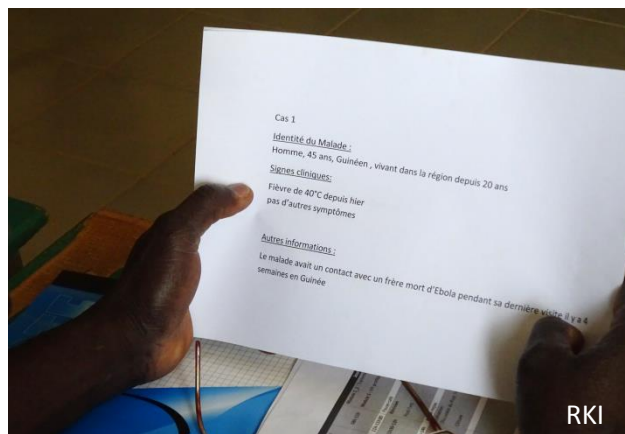 Cas 1
Identité du Malade :
Homme, 45 ans, Guinéen , vivant dans la région depuis 20 ans
Signes cliniques:
Fièvre de 40°C depuis hier
pas d'autres symptômes
Autres informations :
Le malade avait un contact avec un frère mort d'Ebola pendant sa dernière visite il y a 4
semaines en Guinée
RKI